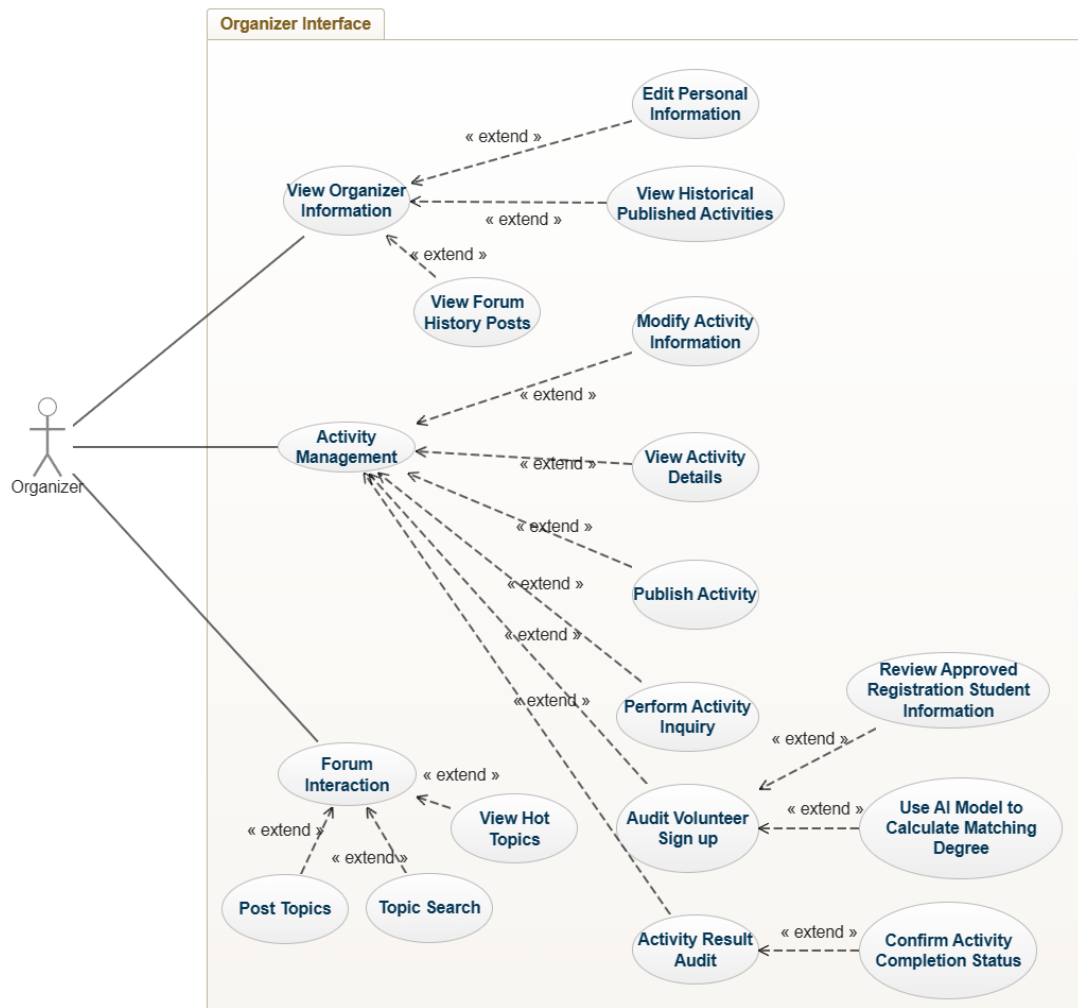 Organizer Interface
Edit Personal
Information
« extend »
View Organizer
Information
View Historical
Published Activities
« extend »
« extend »
View Forum
History Posts
Modify Activity
Information
« extend »
Organizer
Activity
Management
View Activity
Details
« extend »
« extend »
Publish Activity
« extend »
« extend »
Review Approved
Registration Student
Information
« extend »
Perform Activity
Inquiry
« extend »
Forum
Interaction
« extend »
View Hot
Topics
Audit Volunteer
Sign up
« extend »
Use AI Model to
Calculate Matching
Degree
« extend »
« extend »
Post Topics
Topic Search
Activity Result
Audit
« extend »
Confirm Activity
Completion Status